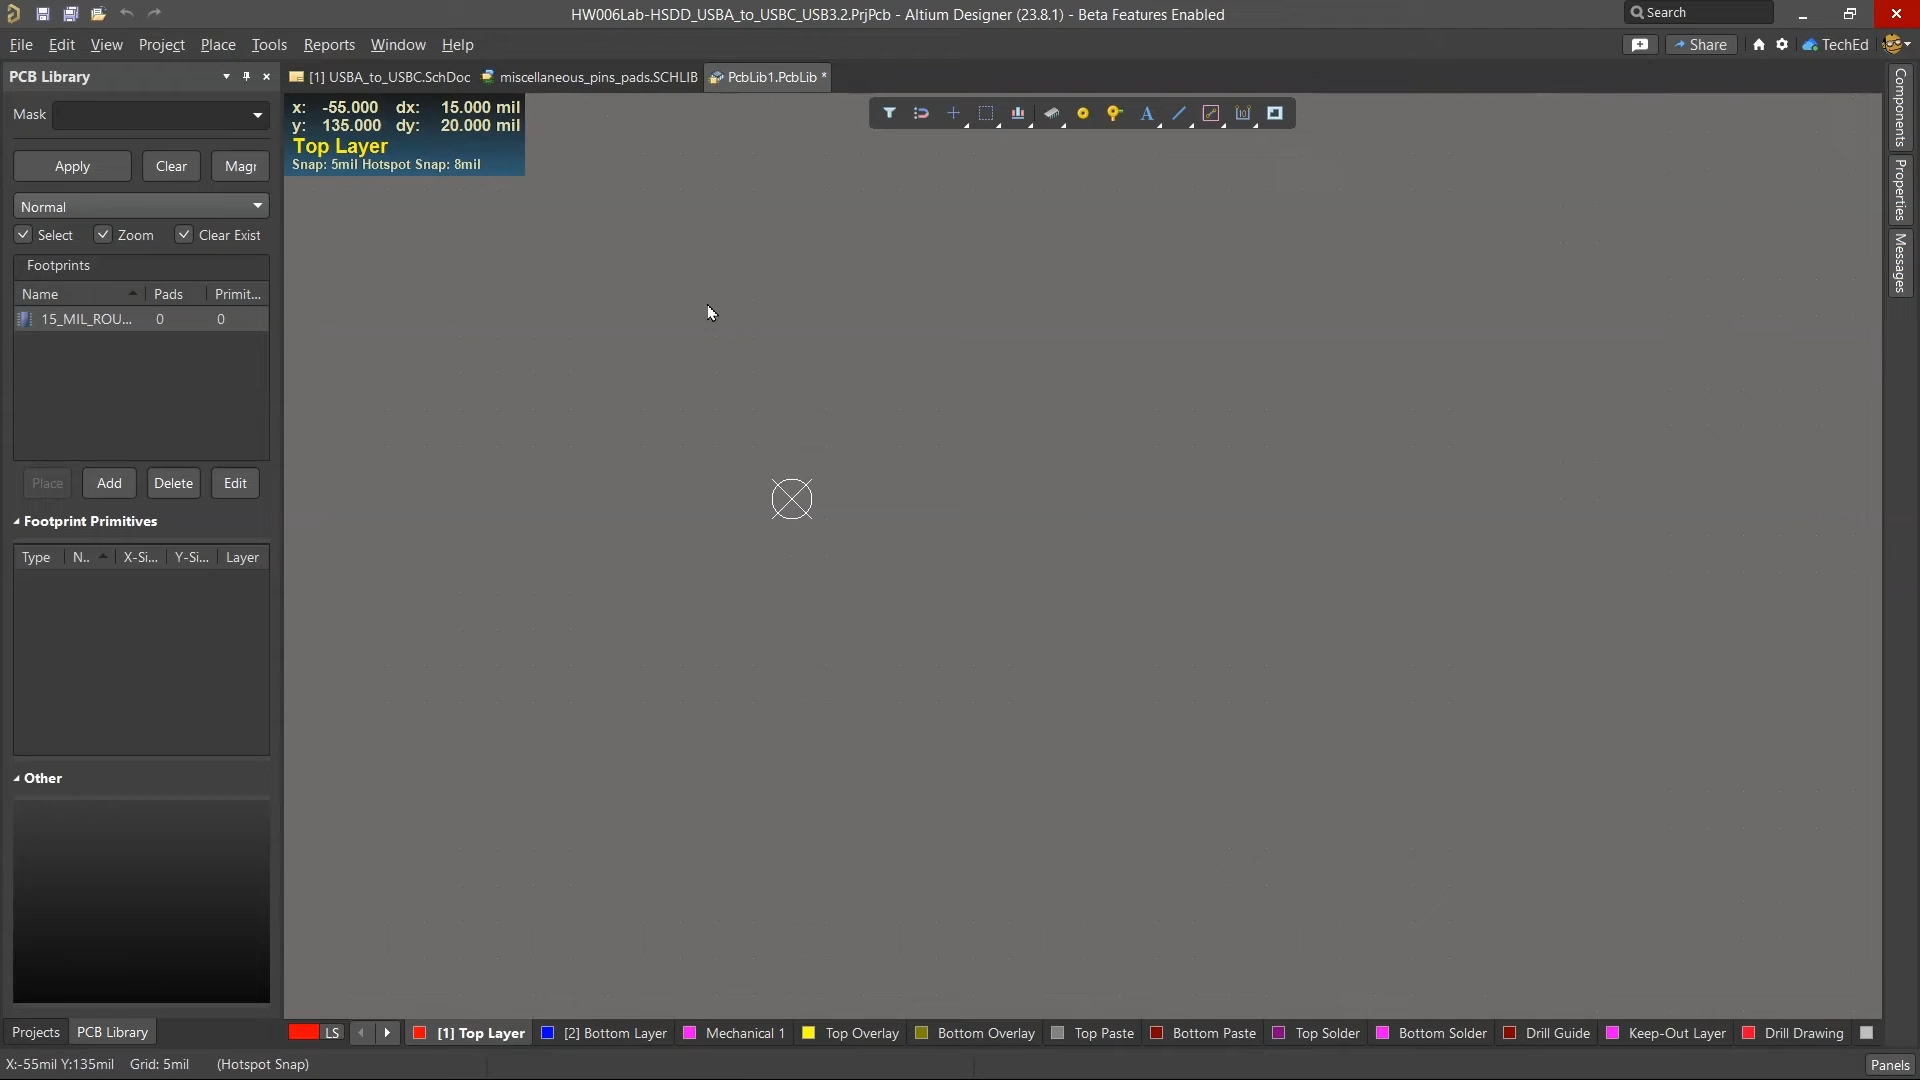 HW006Lab-HSDD_USBA_to_USBC_USB3.2.PrjPcb - Altium Designer (23.8.1) - Beta Features Enabled
Search
File Edit View Project Place Tools Reports Window Help
Share
TechEd
PCB Library
[1] USBA_to_USBC.SchDoc
miscellaneous_pins_pads.SCHLIB
PcbLib1.PcbLib *
Mask
x: -55.000 dx: 15.000 mil
y: 135.000 dy: 20.000 mil
Top Layer
Snap: 5mil Hotspot Snap: 8mil
Apply
Clear
Magr
Normal
Select
Zoom
Clear Exist
Footprints
Name Pads Primit...
15_MIL_ROU... 0 0
Place
Add
Delete
Edit
Footprint Primitives
Type N.. X-Si... Y-Si... Layer
Other
Components
Properties
Messages
Projects
PCB Library
LS
[1] Top Layer
[2] Bottom Layer
Mechanical 1
Top Overlay
Bottom Overlay
Top Paste
Bottom Paste
Top Solder
Bottom Solder
Drill Guide
Keep-Out Layer
Drill Drawing
X:-55mil Y:135mil Grid: 5mil (Hotspot Snap)
Panels